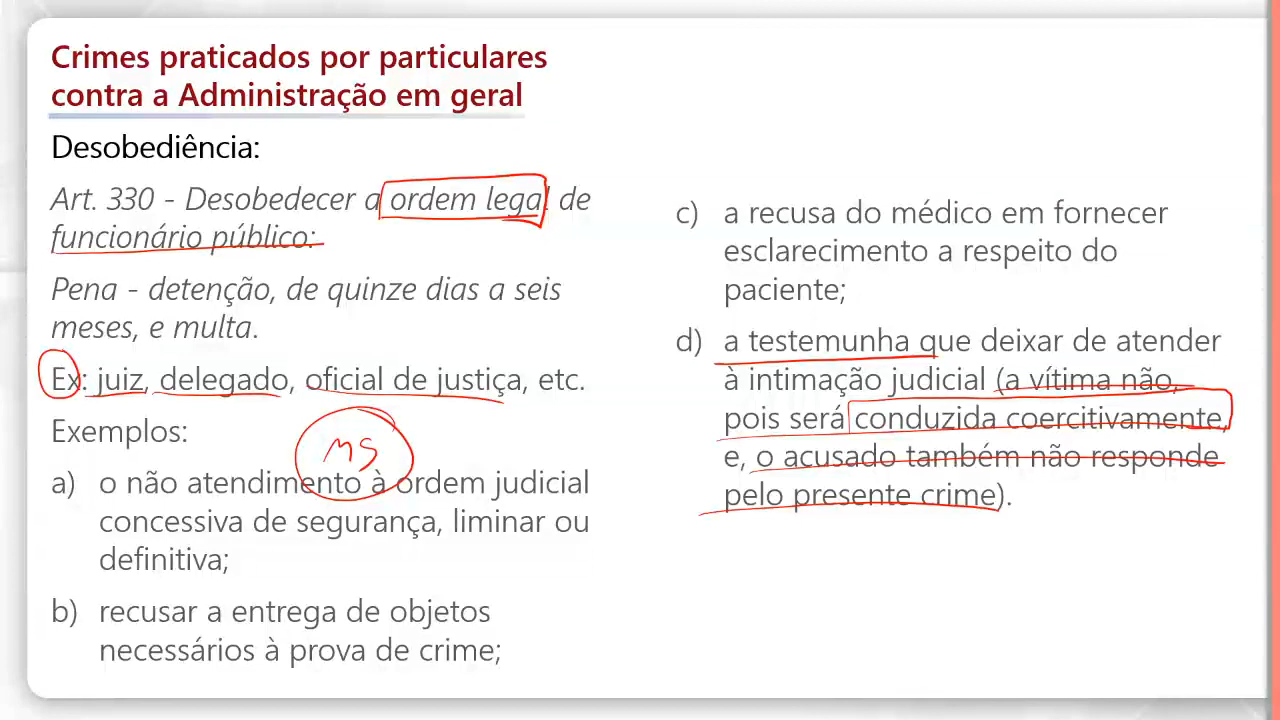 Crimes praticados por particulares
contra a Administração em geral
Desobediência:
Art. 330 - Desobedecer a ordem legal de
funcionário público:
Pena - detenção, de quinze dias a seis
meses, e multa.
Ex: juiz, delegado, oficial de justiça, etc.
Exemplos:
MS
a) o não atendimento à ordem judicial
concessiva de segurança, liminar ou
definitiva;
b) recusar a entrega de objetos
necessários à prova de crime;
c) a recusa do médico em fornecer
esclarecimento a respeito do
paciente;
d) a testemunha que deixar de atender
à intimação judicial (a vítima não,
pois será conduzida coercitivamente,
e, o acusado também não responde
pelo presente crime).